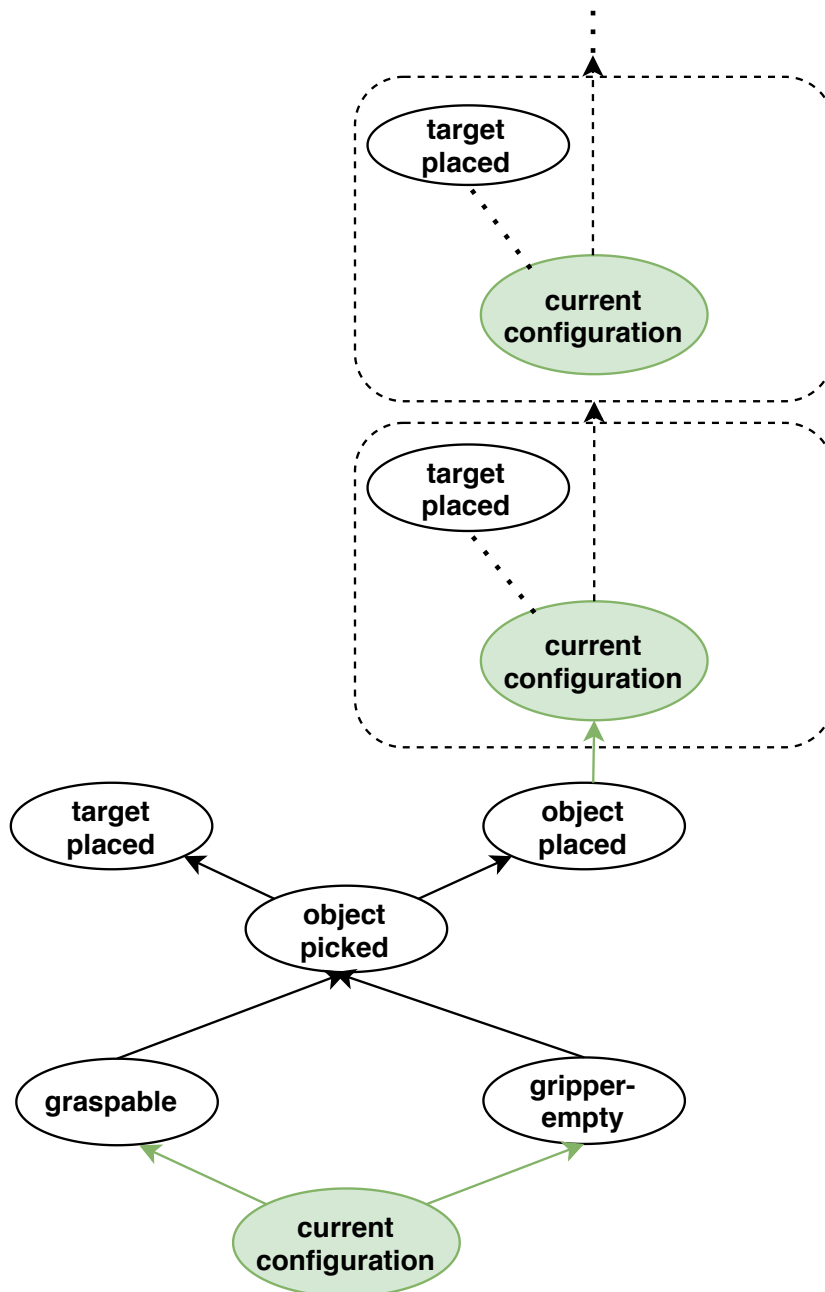 target
placed
current
configuration
target
placed
current
configuration
target
placed
object
placed
object
picked
graspable
gripper-
empty
current
configuration